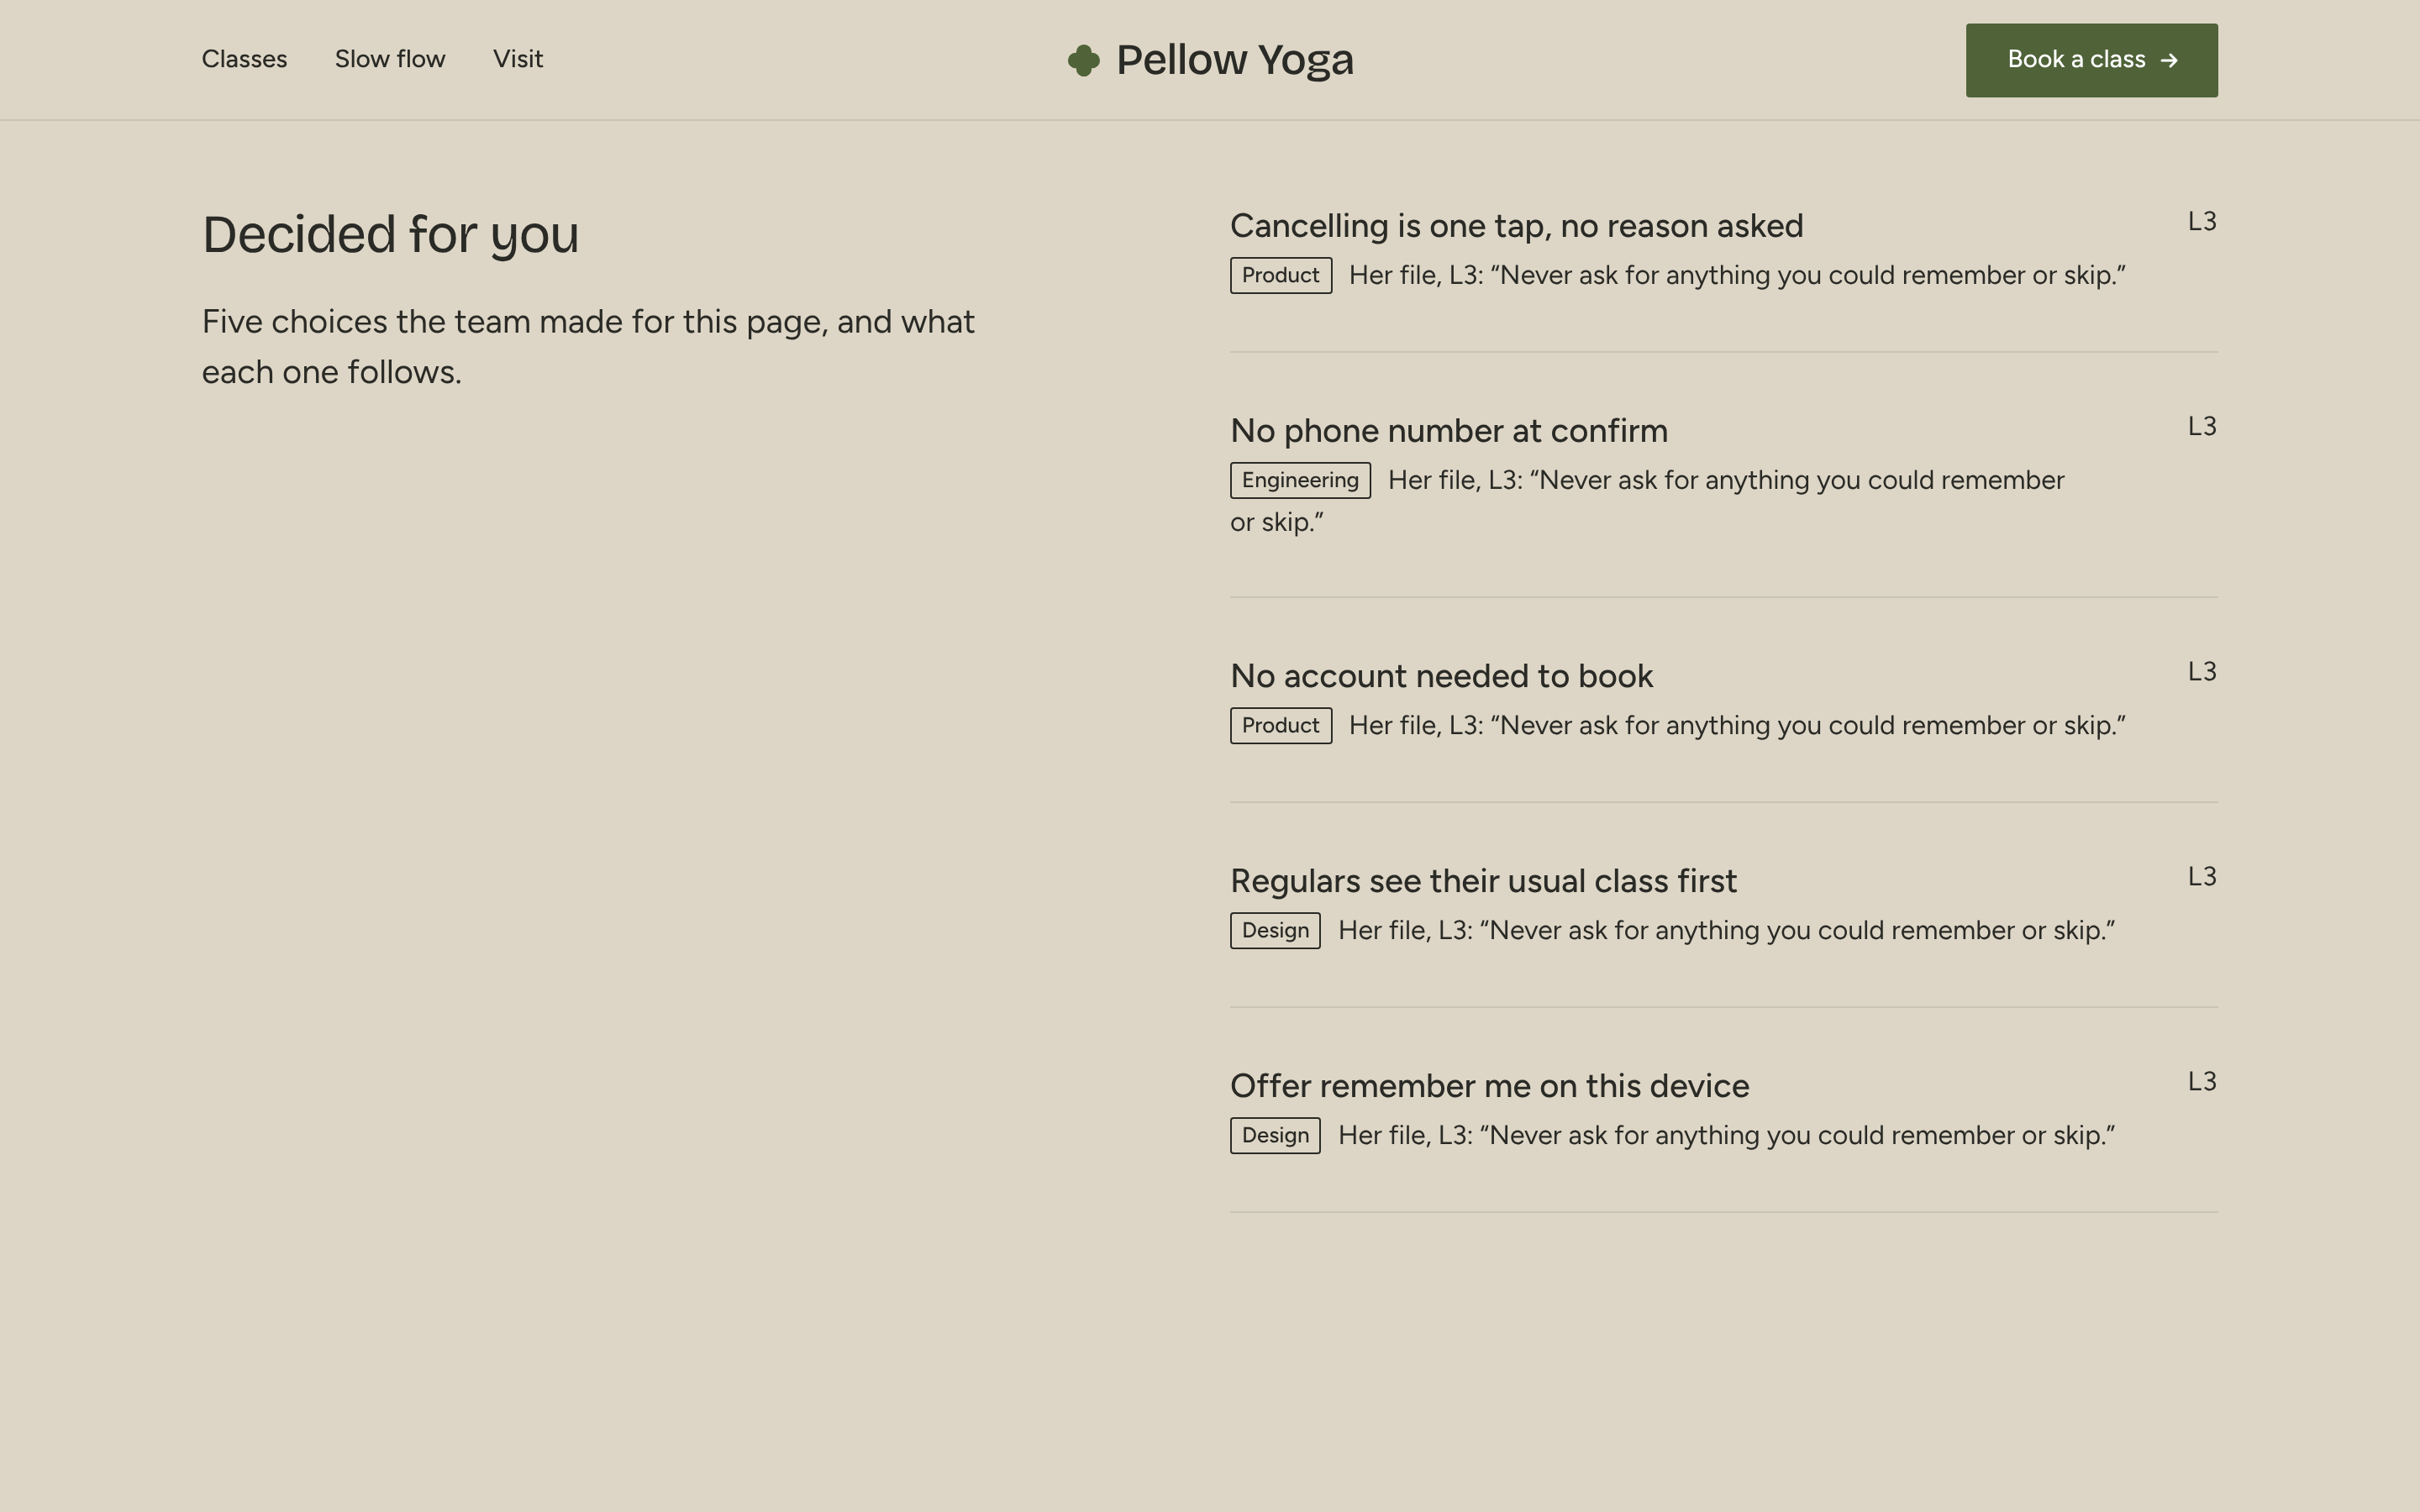 Classes Slow flow Visit
Pellow Yoga
Book a class →
Decided for you
Five choices the team made for this page, and what
each one follows.
Cancelling is one tap, no reason asked L3
Product Her file, L3: “Never ask for anything you could remember or skip.”
No phone number at confirm L3
Engineering Her file, L3: “Never ask for anything you could remember
or skip.”
No account needed to book L3
Product Her file, L3: “Never ask for anything you could remember or skip.”
Regulars see their usual class first L3
Design Her file, L3: “Never ask for anything you could remember or skip.”
Offer remember me on this device L3
Design Her file, L3: “Never ask for anything you could remember or skip.”